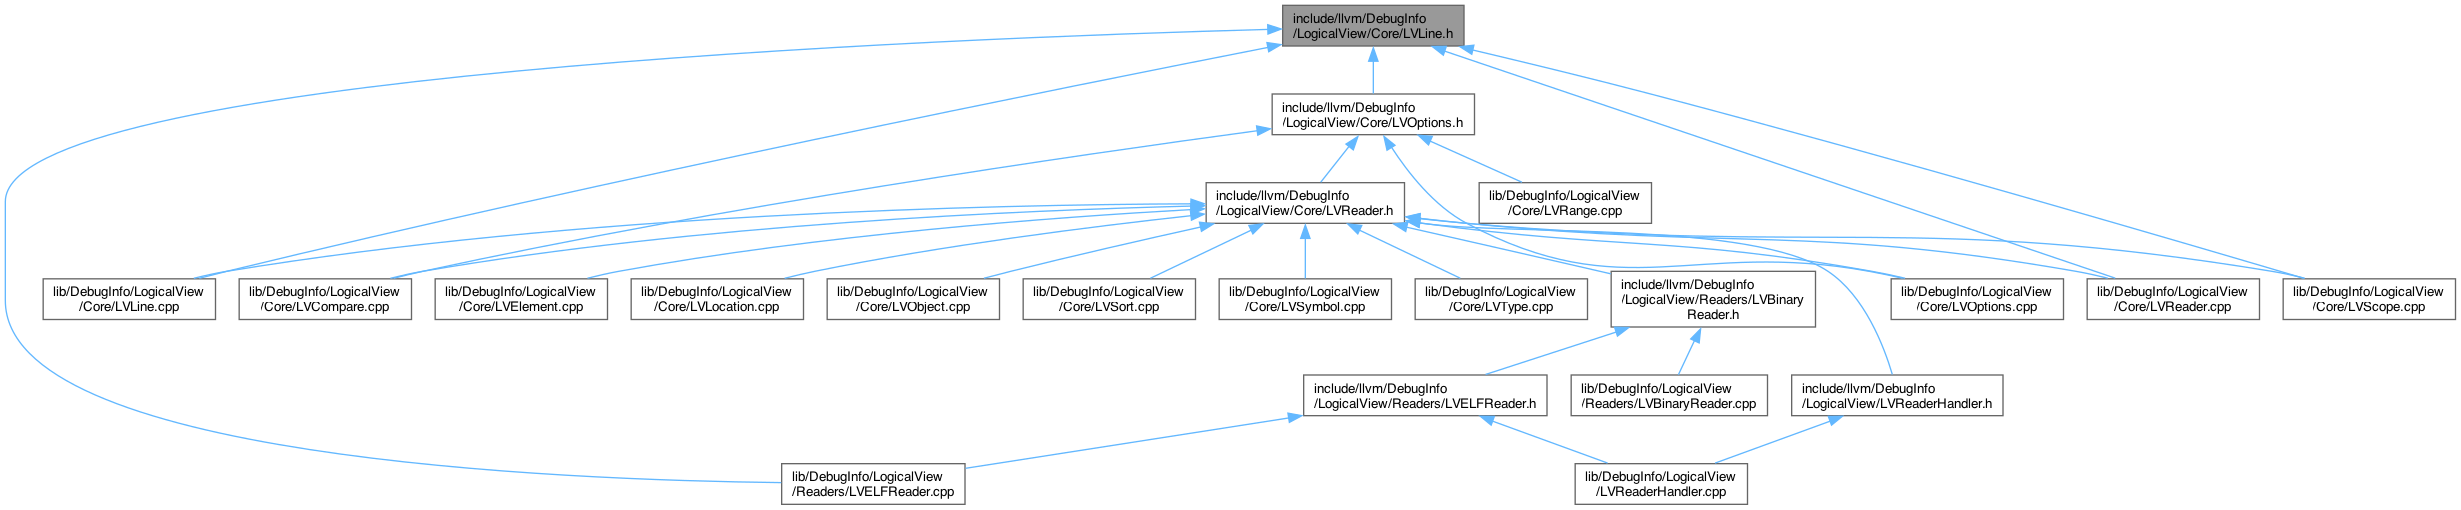 include/llvm/DebugInfo
/LogicalView/Core/LVLine.h
include/llvm/DebugInfo
/LogicalView/Core/LVOptions.h
include/llvm/DebugInfo
/LogicalView/Core/LVReader.h
lib/DebugInfo/LogicalView
/Core/LVRange.cpp
lib/DebugInfo/LogicalView
/Core/LVLine.cpp
lib/DebugInfo/LogicalView
/Core/LVCompare.cpp
lib/DebugInfo/LogicalView
/Core/LVElement.cpp
lib/DebugInfo/LogicalView
/Core/LVLocation.cpp
lib/DebugInfo/LogicalView
/Core/LVObject.cpp
lib/DebugInfo/LogicalView
/Core/LVSort.cpp
lib/DebugInfo/LogicalView
/Core/LVSymbol.cpp
lib/DebugInfo/LogicalView
/Core/LVType.cpp
include/llvm/DebugInfo
/LogicalView/Readers/LVBinary
Reader.h
lib/DebugInfo/LogicalView
/Core/LVOptions.cpp
lib/DebugInfo/LogicalView
/Core/LVReader.cpp
lib/DebugInfo/LogicalView
/Core/LVScope.cpp
include/llvm/DebugInfo
/LogicalView/Readers/LVELFReader.h
lib/DebugInfo/LogicalView
/Readers/LVBinaryReader.cpp
include/llvm/DebugInfo
/LogicalView/LVReaderHandler.h
lib/DebugInfo/LogicalView
/Readers/LVELFReader.cpp
lib/DebugInfo/LogicalView
/LVReaderHandler.cpp